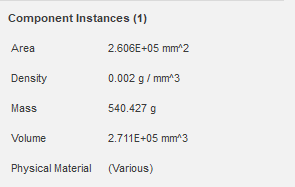 Component Instances (1)
Area 2.606E+05 mm^2
Density 0.002 g / mm^3
Mass 540.427 g
Volume 2.711E+05 mm^3
Physical Material (Various)